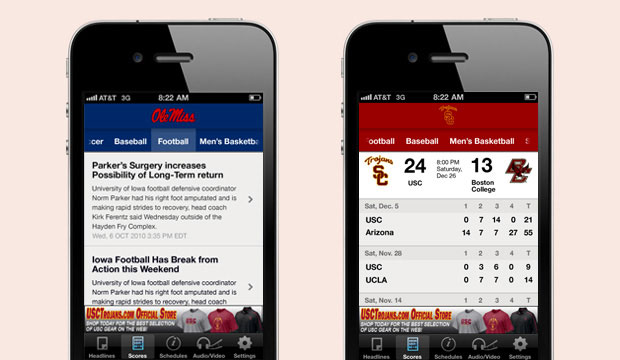 AT&T 3G 8:22 AM
Ole Miss
ccer Baseball Football Men's Basketba
Parker's Surgery increases
Possibility of Long-Term return
University of Iowa football defensive coordinator
Norm Parker had his right foot amputated and is
making rapid strides to recovery, head coach
Kirk Ferentz said Wednesday outside of the
Hayden Fry Complex.
Wed, 6 OCT 2010 3:35 PM EDT
Iowa Football Has Break from
Action this Weekend
University of Iowa football defensive coordinator
Norm Parker had his right foot amputated and is
making rapid strides to recovery, head coach
USCTrojans.com Official Store
SHOP TODAY FOR THE BEST SELECTION
OF USC GEAR ON THE WEB!
Headlines Scores Schedules Audio/Video Settings
AT&T 3G 8:22 AM
Trojans
SC
Football Baseball Men's Basketball S
Trojans
SC
24
USC
8:00 PM
Saturday,
Dec 26
13
Boston
College
BC
Sat, Dec. 5 1 2 3 4 T
USC 0 7 14 0 21
Arizona 14 7 7 27 55
Sat, Nov. 28 1 2 3 4 T
USC 0 3 6 0 9
UCLA 0 7 7 0 14
Sat, Nov. 14 1 2 3 4 T
USCTrojans.com Official Store
SHOP TODAY FOR THE BEST SELECTION
OF USC GEAR ON THE WEB!
Headlines Scores Schedules Audio/Video Settings